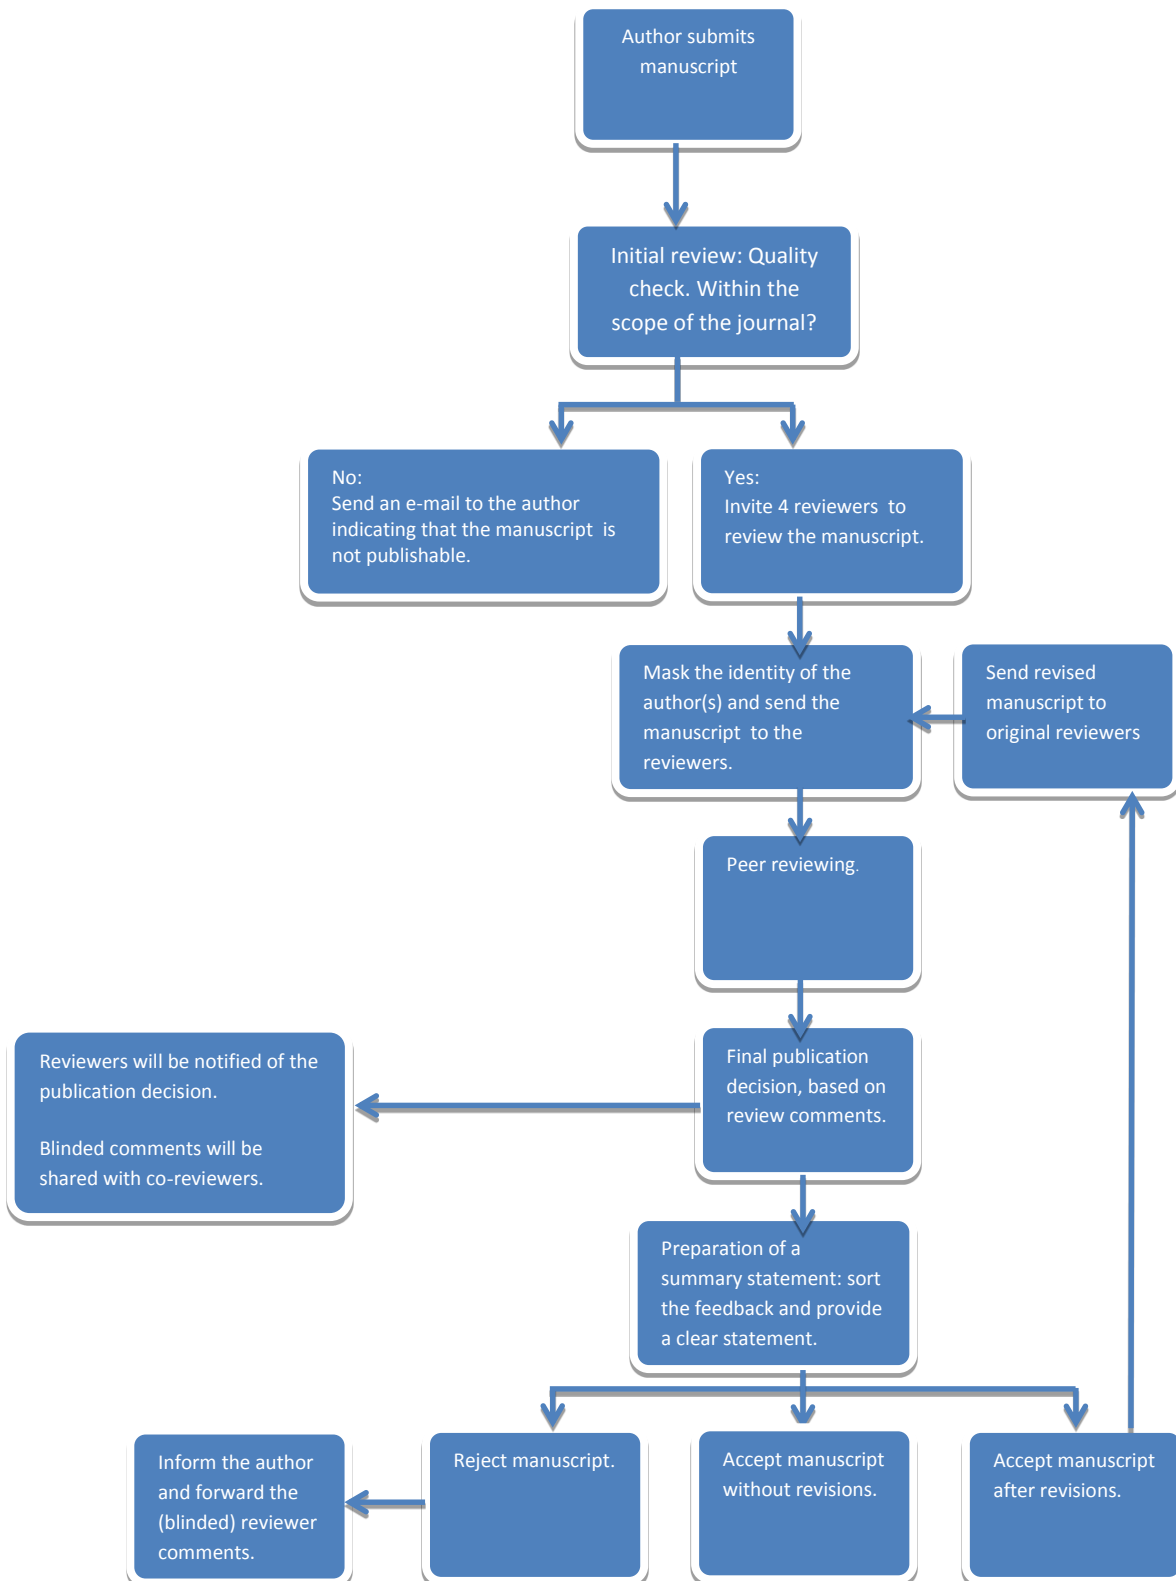 Author submits
manuscript
Initial review: Quality
check. Within the
scope of the journal?
No:
Send an e-mail to the author
indicating that the manuscript is
not publishable.
Yes:
Invite 4 reviewers to
review the manuscript.
Mask the identity of the
author(s) and send the
manuscript to the
reviewers.
Send revised
manuscript to
original reviewers
Peer reviewing.
Final publication
decision, based on
review comments.
Reviewers will be notified of the
publication decision.
Blinded comments will be
shared with co-reviewers.
Preparation of a
summary statement: sort
the feedback and provide
a clear statement.
Inform the author
and forward the
(blinded) reviewer
comments.
Reject manuscript.
Accept manuscript
without revisions.
Accept manuscript
after revisions.